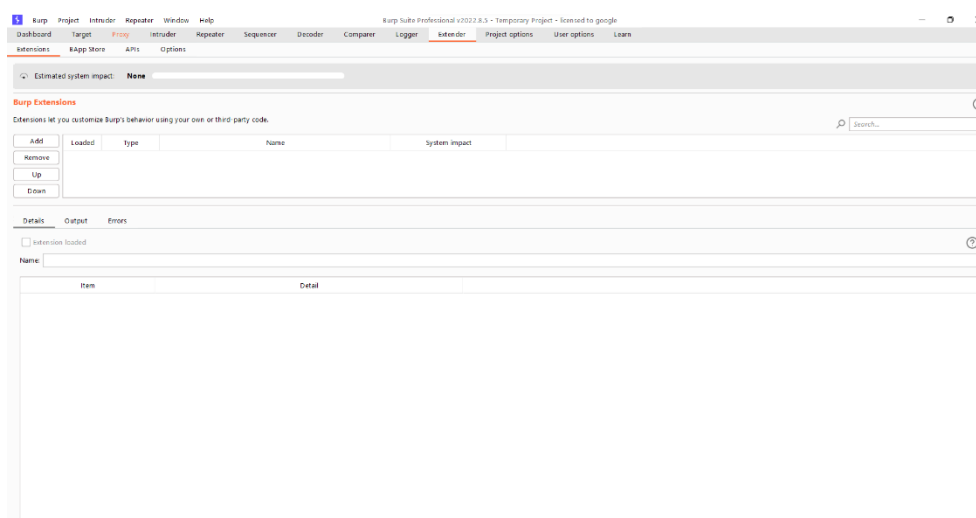 Burp Project Intruder Repeater Window Help Burp Suite Professional v2022.8.5 - Temporary Project - licensed to google
Dashboard Target Proxy Intruder Repeater Sequencer Decoder Comparer Logger Extender Project options User options Learn
Extensions BApp Store APIs Options
Estimated system impact: None
Burp Extensions
Extensions let you customize Burp's behavior using your own or third-party code.
Search...
Add Loaded Type Name System impact
Remove
Up
Down
Details Output Errors
Extension loaded
Name:
Item Detail